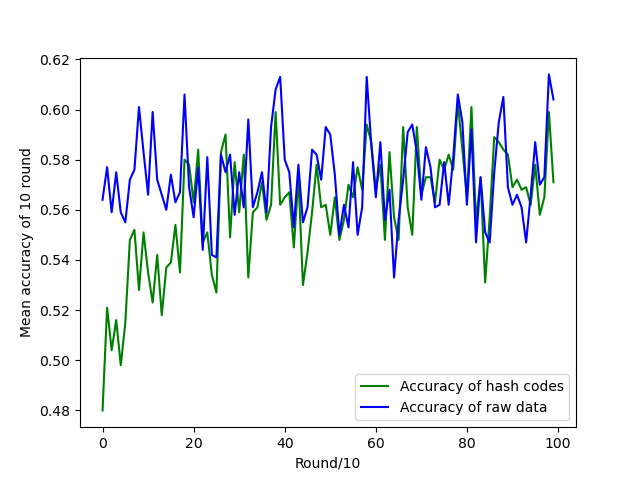 0.62
0.60
0.58
0.56
0.54
0.52
0.50
0.48
Mean accuracy of 10 round
0 20 40 60 80 100
Round/10
Accuracy of hash codes
Accuracy of raw data